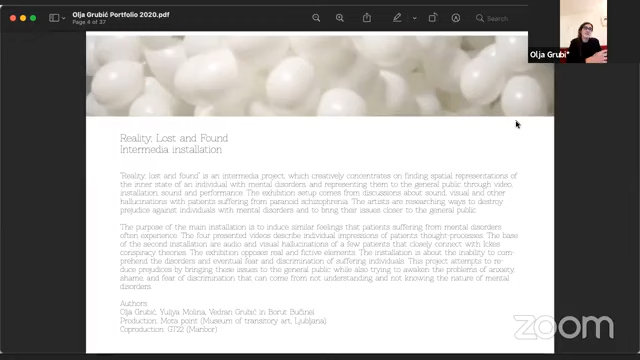 Olja Grubić Portfolio 2020.pdf
Page 4 of 37
Search
Olja Grubi*
Reality; Lost and Found
Intermedia installation
'Reality, lost and found' is an intermedia project, which creatively concentrates on finding spatial representations
of the inner state of an individual with mental disorders, and representing them to the general public through video,
installation, sound and performance. The exhibition setup comes from discussions about sound, visual and other
hallucinations with patients suffering from paranoid schizophrenia. The artists are researching ways to destroy
prejudice against individuals with mental disorders and to bring their issues closer to the general public.
The purpose of the main installation is to induce similar feelings that patients suffering from mental disorders
often experience. The four presented videos describe individual impressions of patients thought-processes. The base
of the second installation are audio and visual hallucinations of a few patients that closely connect with Ickes
conspiracy theories. The exhibition opposes real and fictive elements. The installation is about the inability to com-
prehend the disorders and eventual fear and discrimination of suffering individuals. This project attempts to re-
duce prejudices by bringing these issues to the general public while also trying to awaken the problems of anxiety,
shame, and fear of discrimination that can come from not understanding and not knowing the nature of mental
disorders.
Authors:
Olja Grubić, Yuliya Molina, Vedran Grubić in Borut Bučinel
Production: Mota point (Museum of transitory art, Ljubljana)
Coproduction: GT22 (Maribor)
zoom